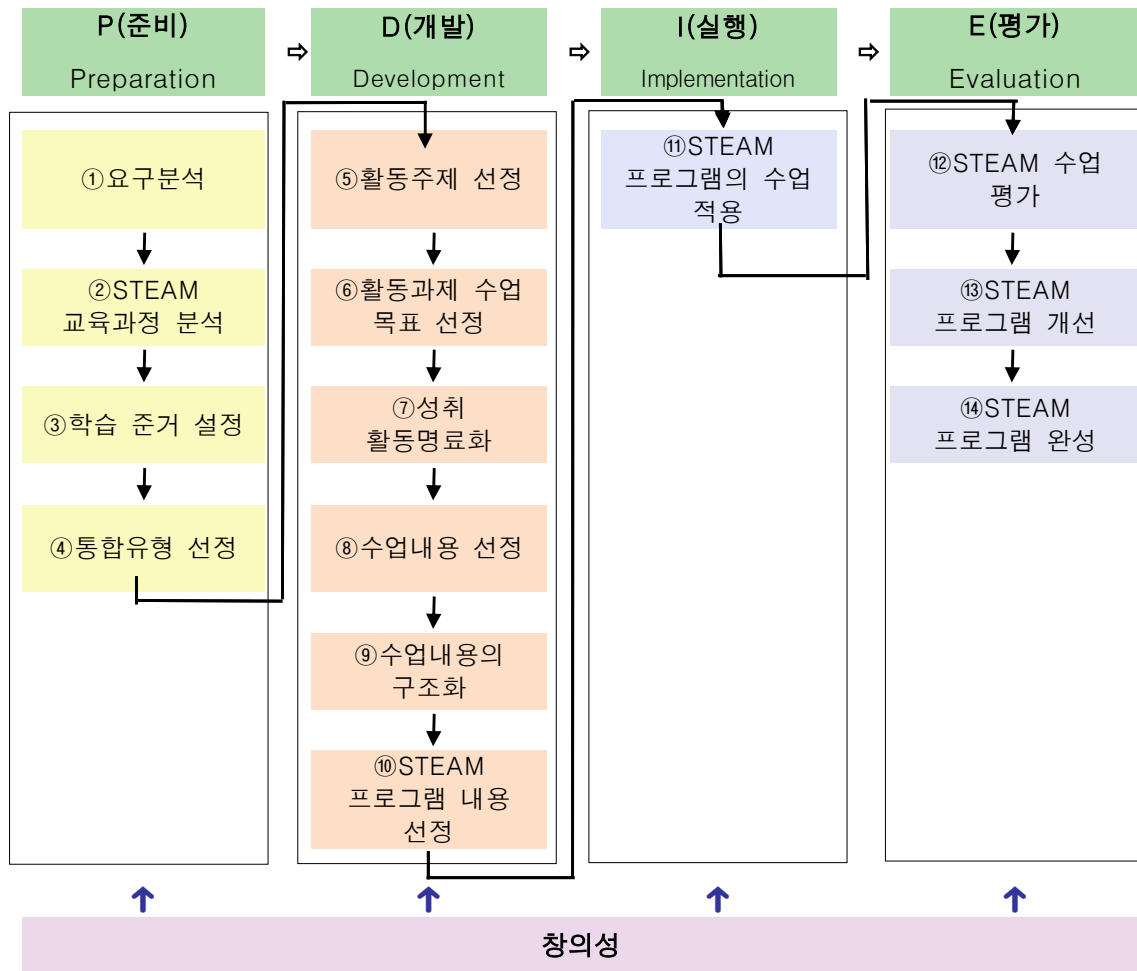 P(준비)
Preparation
⇨
D(개발)
Development
⇨
I(실행)
Implementation
⇨
E(평가)
Evaluation
①요구분석
②STEAM
교육과정 분석
③학습 준거 설정
④통합유형 선정
⑤활동주제 선정
⑥활동과제 수업
목표 선정
⑦성취
활동명료화
⑧수업내용 선정
⑨수업내용의
구조화
⑩STEAM
프로그램 내용
선정
⑪STEAM
프로그램의 수업
적용
⑫STEAM 수업
평가
⑬STEAM
프로그램 개선
⑭STEAM
프로그램 완성
창의성